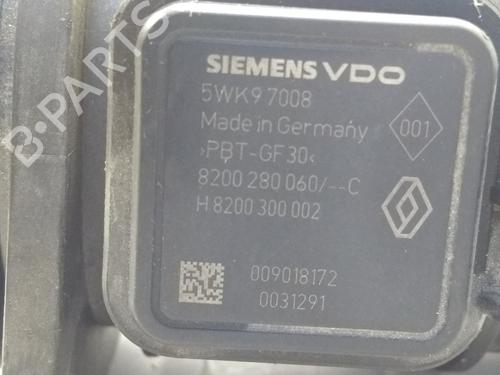 SIEMENS VDO
5WK9 7008
Made in Germany
001
›PBT-GF30‹
8200 280 060/--C
H 8200 300 002
009018172
0031291
B-PARTS